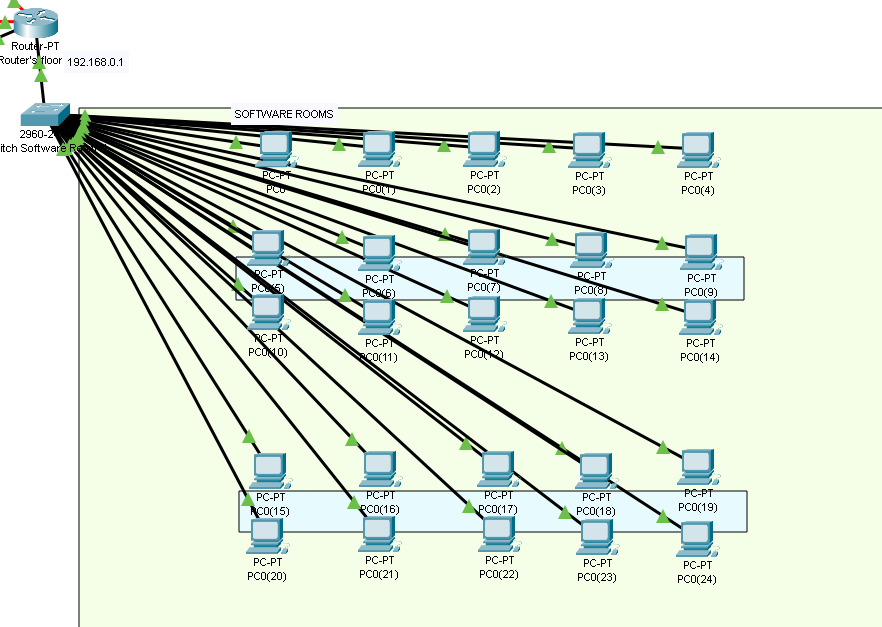 Router-PT
Router's floor
192.168.0.1
2960-2
itch Software Ro
SOFTWARE ROOMS
PC-PT
PC0
PC-PT
PC0(1)
PC-PT
PC0(2)
PC-PT
PC0(3)
PC-PT
PC0(4)
PC-PT
PC0(5)
PC-PT
PC0(6)
PC-PT
PC0(7)
PC-PT
PC0(8)
PC-PT
PC0(9)
PC-PT
PC0(10)
PC-PT
PC0(11)
PC-PT
PC0(12)
PC-PT
PC0(13)
PC-PT
PC0(14)
PC-PT
PC0(15)
PC-PT
PC0(16)
PC-PT
PC0(17)
PC-PT
PC0(18)
PC-PT
PC0(19)
PC-PT
PC0(20)
PC-PT
PC0(21)
PC-PT
PC0(22)
PC-PT
PC0(23)
PC-PT
PC0(24)